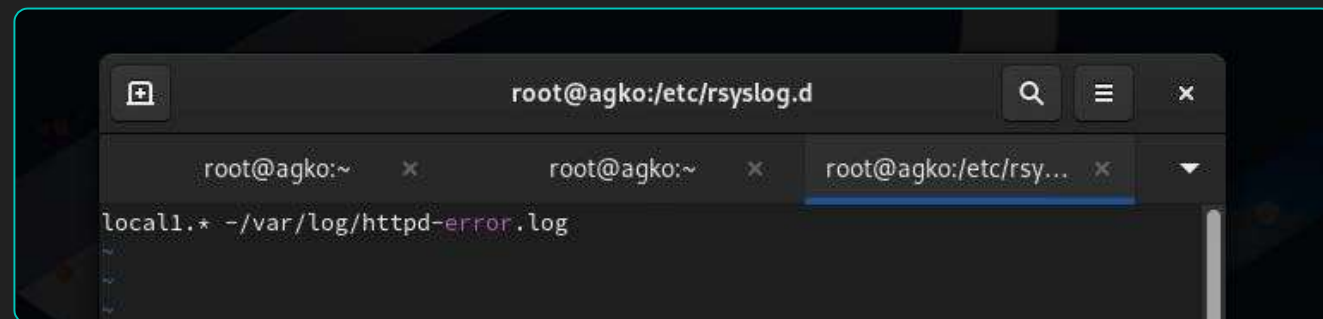 root@agko:/etc/rsyslog.d
root@agko:~ root@agko:~ root@agko:/etc/rsy...
local1.* -/var/log/httpd-error.log
~
~
~